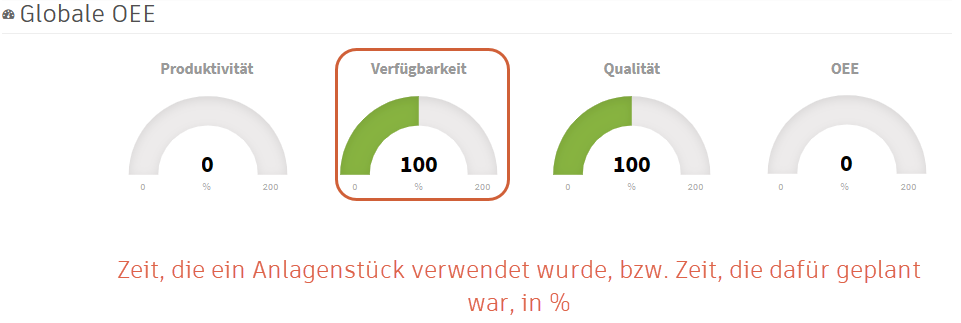 Globale OEE
Produktivität Verfügbarkeit Qualität OEE
0 100 100 0
0 % 200 0 % 200 0 % 200 0 % 200
Zeit, die ein Anlagenstück verwendet wurde, bzw. Zeit, die dafür geplant
war, in %